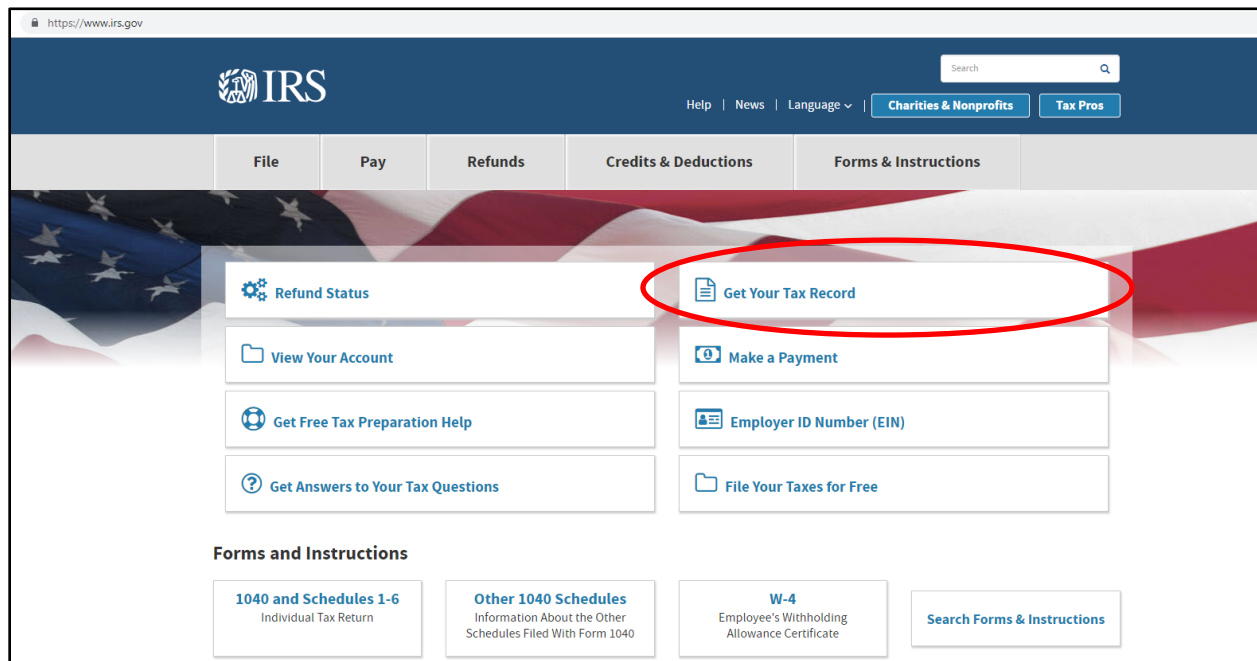 https://www.irs.gov
IRS
Search
Help | News | Language | Charities & Nonprofits Tax Pros
File Pay Refunds Credits & Deductions Forms & Instructions
Refund Status
Get Your Tax Record
View Your Account
Make a Payment
Get Free Tax Preparation Help
Employer ID Number (EIN)
Get Answers to Your Tax Questions
File Your Taxes for Free
Forms and Instructions
1040 and Schedules 1-6
Individual Tax Return
Other 1040 Schedules
Information About the Other
Schedules Filed With Form 1040
W-4
Employee's Withholding
Allowance Certificate
Search Forms & Instructions